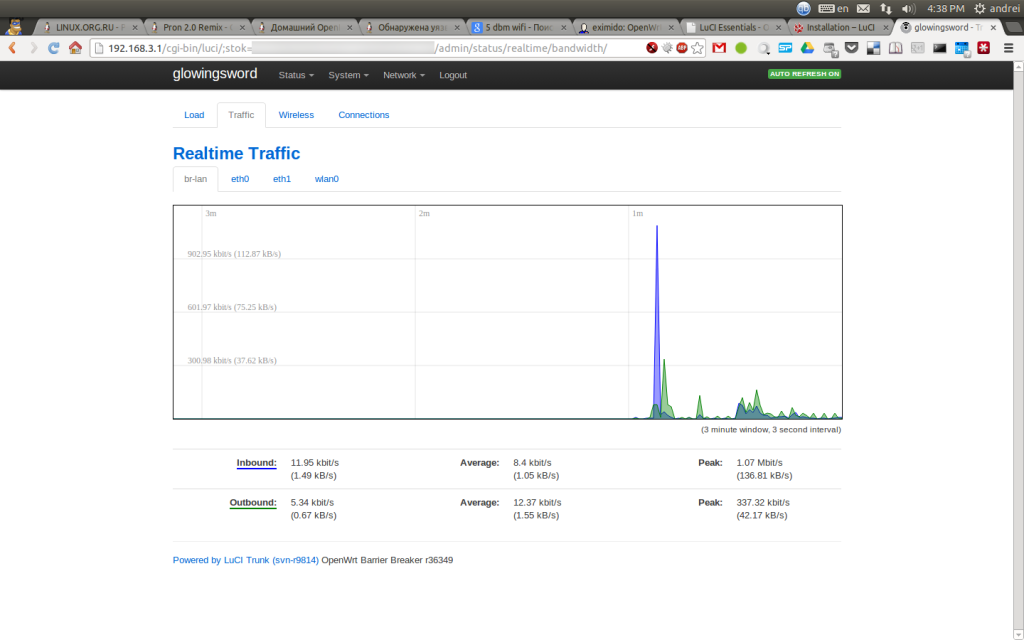 en 4:38 PM andrei
LINUX.ORG.RU - Pron 2.0 Remix - Домашний Open 5 dbm wifi - Поис eximido: OpenWr LuCI Essentials - O Installation – LuCI glowingsword - T
192.168.3.1/cgi-bin/luci/;stok= /admin/status/realtime/bandwidth/
glowingsword Status System Network Logout AUTO REFRESH ON
Load Traffic Wireless Connections
Realtime Traffic
br-lan eth0 eth1 wlan0
3m 2m 1m
902.95 kbit/s (112.87 kB/s)
601.97 kbit/s (75.25 kB/s)
300.98 kbit/s (37.62 kB/s)
(3 minute window, 3 second interval)
Inbound: 11.95 kbit/s Average: 8.4 kbit/s Peak: 1.07 Mbit/s
(1.49 kB/s) (1.05 kB/s) (136.81 kB/s)
Outbound: 5.34 kbit/s Average: 12.37 kbit/s Peak: 337.32 kbit/s
(0.67 kB/s) (1.55 kB/s) (42.17 kB/s)
Powered by LuCI Trunk (svn-r9814) OpenWrt Barrier Breaker r36349